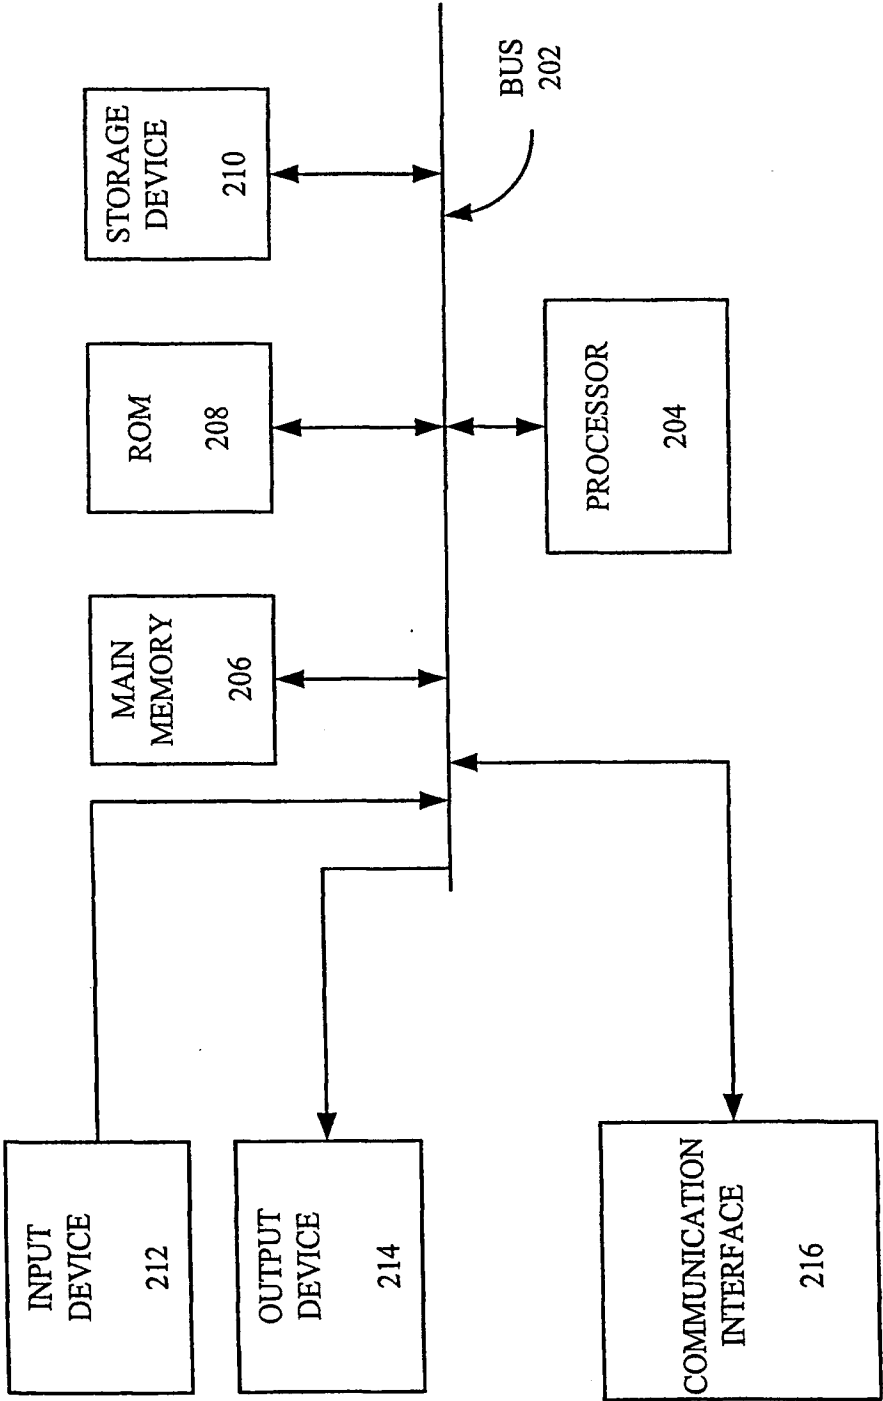 INPUT
DEVICE
212
OUTPUT
DEVICE
214
COMMUNICATION
INTERFACE
216
MAIN
MEMORY
206
ROM
208
STORAGE
DEVICE
210
PROCESSOR
204
BUS
202